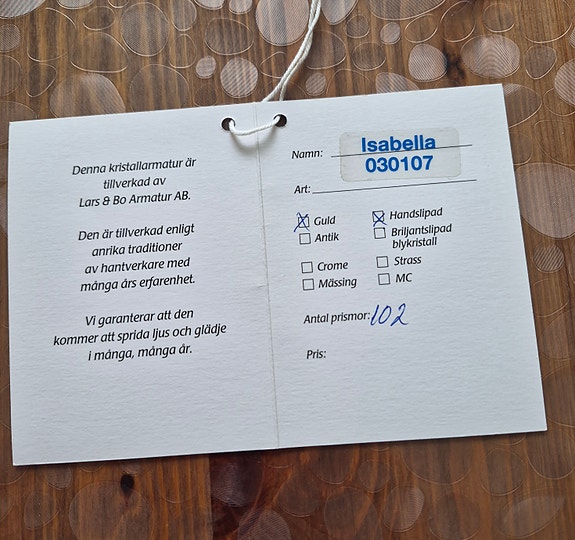 Denna kristallarmatur är
tillverkad av
Lars & Bo Armatur AB.
Den är tillverkad enligt
anrika traditioner
av hantverkare med
många års erfarenhet.
Vi garanterar att den
kommer att sprida ljus och glädje
i många, många år.
Namn: Isabella
030107
Art:
Guld
Antik
Crome
Mässing
Handslipad
Briljantslipad
blykristall
Strass
MC
Antal prismor: 102
Pris: